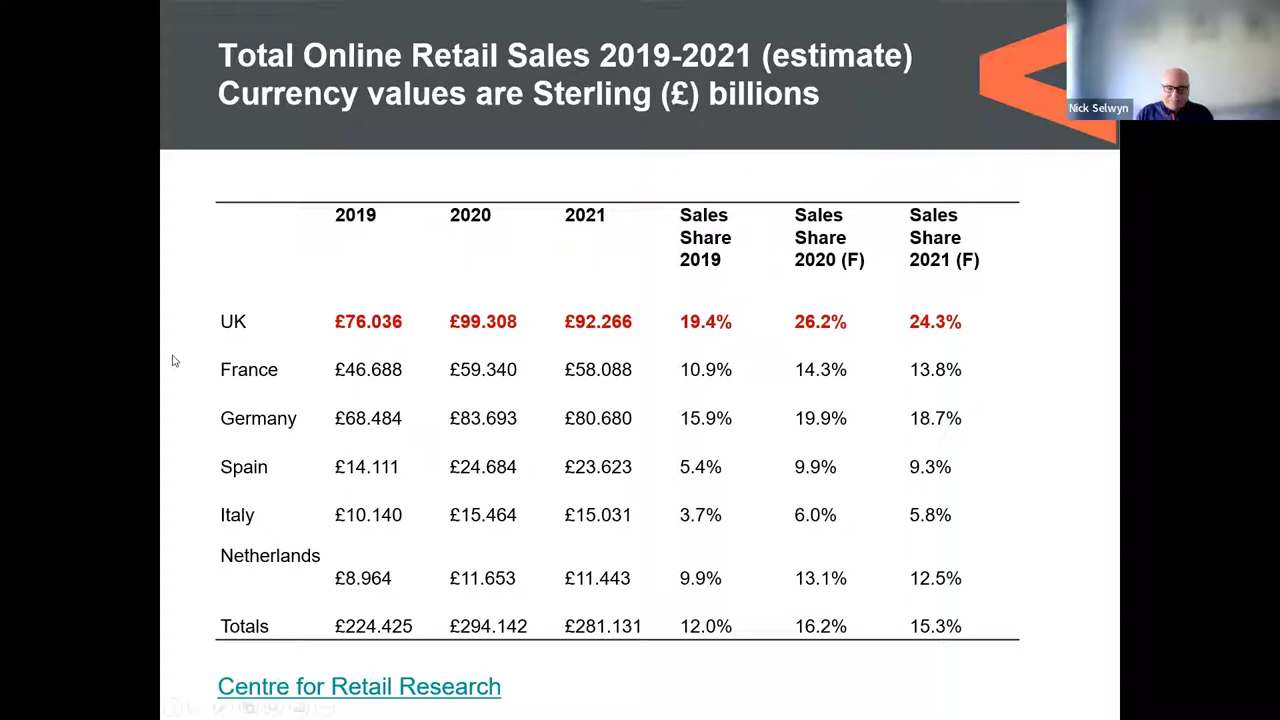 Total Online Retail Sales 2019-2021 (estimate)
Currency values are Sterling (£) billions
Nick Selwyn
2019 2020 2021 Sales Share 2019 Sales Share 2020 (F) Sales Share 2021 (F)
UK £76.036 £99.308 £92.266 19.4% 26.2% 24.3%
France £46.688 £59.340 £58.088 10.9% 14.3% 13.8%
Germany £68.484 £83.693 £80.680 15.9% 19.9% 18.7%
Spain £14.111 £24.684 £23.623 5.4% 9.9% 9.3%
Italy £10.140 £15.464 £15.031 3.7% 6.0% 5.8%
Netherlands £8.964 £11.653 £11.443 9.9% 13.1% 12.5%
Totals £224.425 £294.142 £281.131 12.0% 16.2% 15.3%
Centre for Retail Research